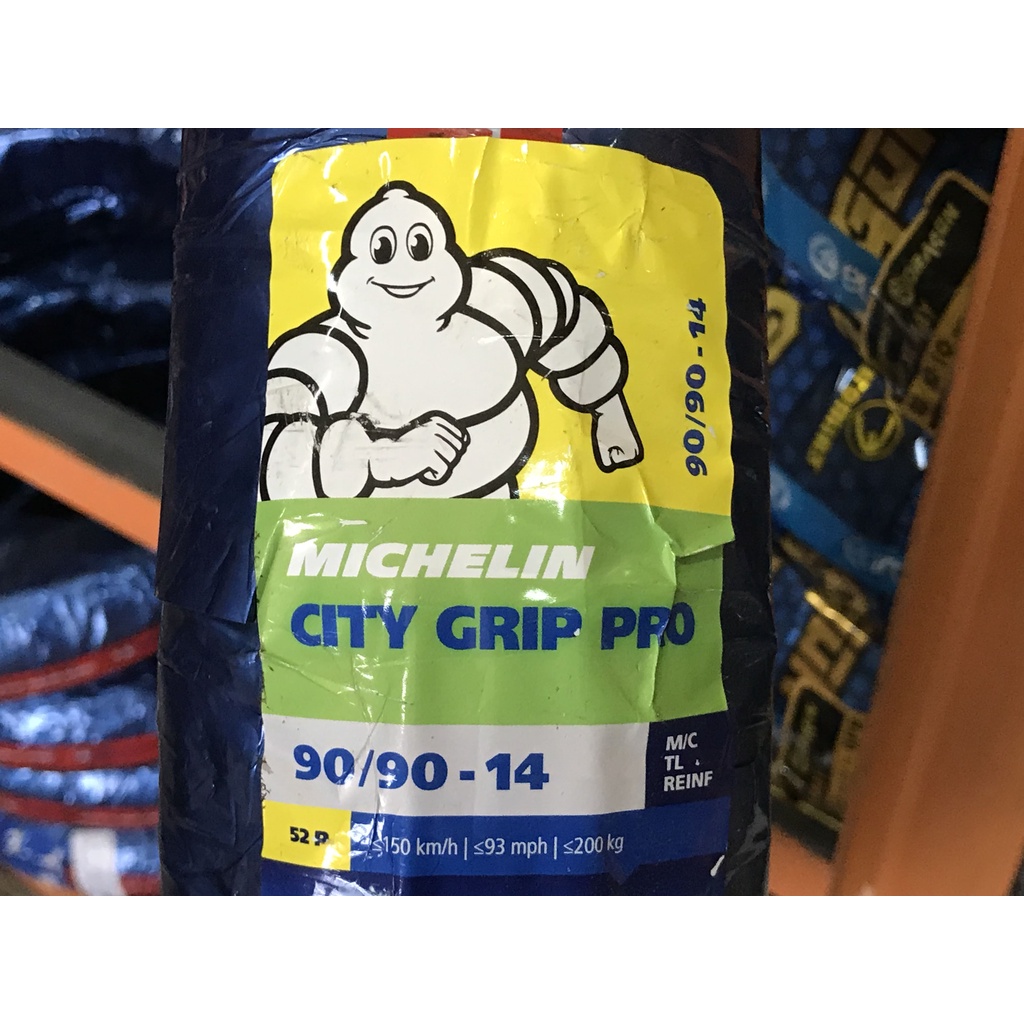 90/90 - 14
MICHELIN
CITY GRIP PRO
90/90 - 14
M/C
TL
REINF
52 P
≤150 km/h | ≤93 mph | ≤200 kg